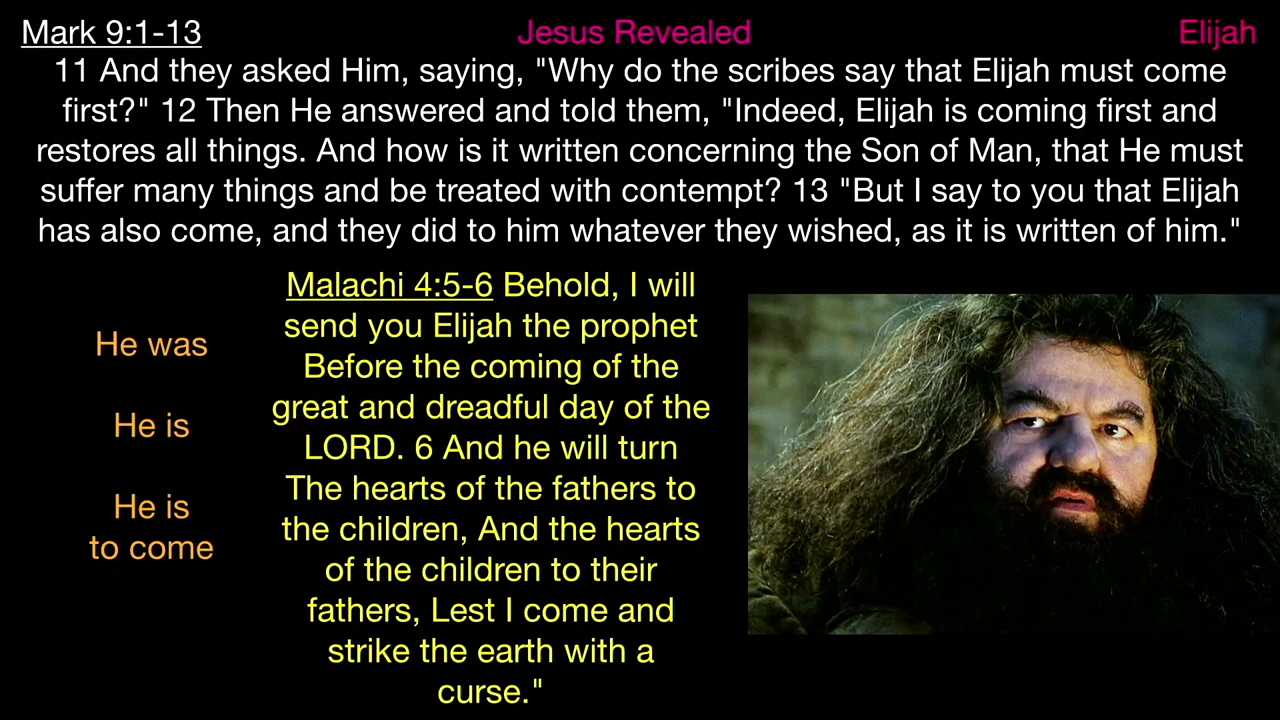 Mark 9:1-13
Jesus Revealed
Elijah
11 And they asked Him, saying, "Why do the scribes say that Elijah must come
first?" 12 Then He answered and told them, "Indeed, Elijah is coming first and
restores all things. And how is it written concerning the Son of Man, that He must
suffer many things and be treated with contempt? 13 "But I say to you that Elijah
has also come, and they did to him whatever they wished, as it is written of him."
He was
He is
He is
to come
Malachi 4:5-6 Behold, I will
send you Elijah the prophet
Before the coming of the
great and dreadful day of the
LORD. 6 And he will turn
The hearts of the fathers to
the children, And the hearts
of the children to their
fathers, Lest I come and
strike the earth with a
curse."